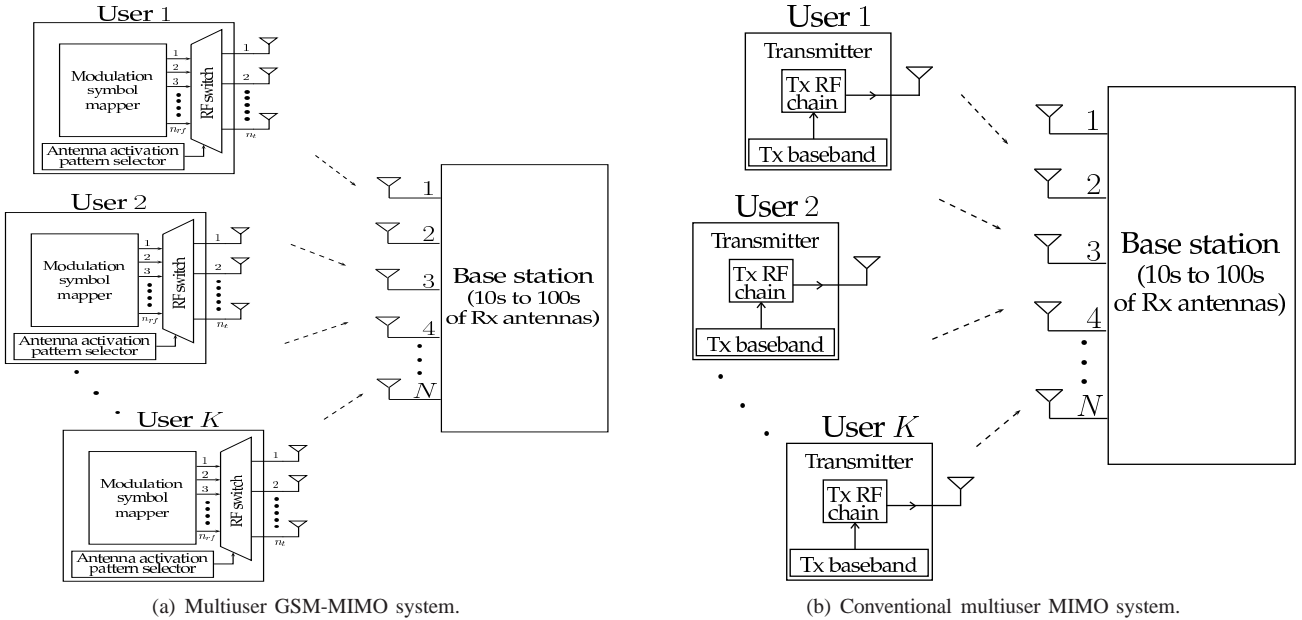 User 1
Modulation
symbol
mapper
1
2
3
n_rf
RF switch
1
2
n_t
Antenna activation
pattern selector
User 2
Modulation
symbol
mapper
1
2
3
n_rf
RF switch
1
2
n_t
Antenna activation
pattern selector
User K
Modulation
symbol
mapper
1
2
3
n_rf
RF switch
1
2
n_t
Antenna activation
pattern selector
1
2
3
4
N
Base station
(10s to 100s
of Rx antennas)
(a) Multiuser GSM-MIMO system.
User 1
Transmitter
Tx RF
chain
Tx baseband
User 2
Transmitter
Tx RF
chain
Tx baseband
User K
Transmitter
Tx RF
chain
Tx baseband
1
2
3
4
N
Base station
(10s to 100s
of Rx antennas)
(b) Conventional multiuser MIMO system.